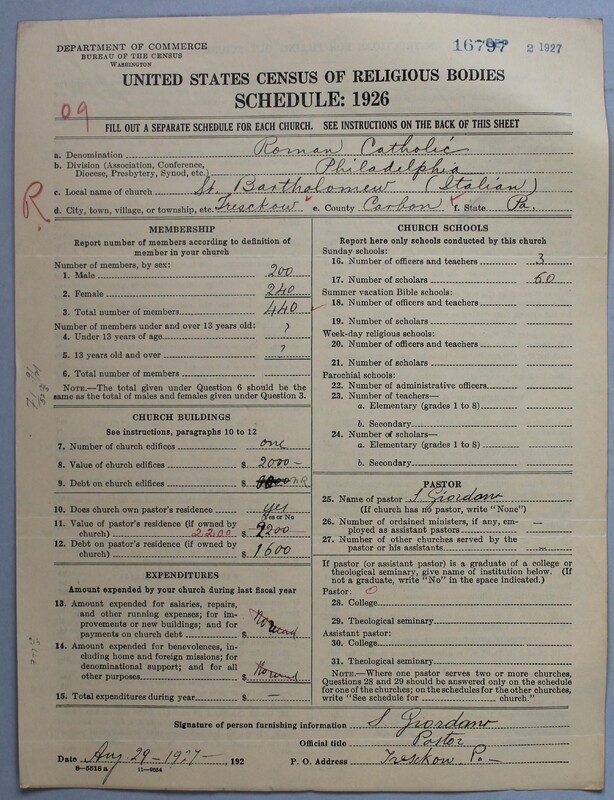 DEPARTMENT OF COMMERCE
BUREAU OF THE CENSUS
WASHINGTON
16797 2 1927
UNITED STATES CENSUS OF RELIGIOUS BODIES
SCHEDULE: 1926
09
FILL OUT A SEPARATE SCHEDULE FOR EACH CHURCH. SEE INSTRUCTIONS ON THE BACK OF THIS SHEET
a. Denomination Roman Catholic
b. Division (Association, Conference, Diocese, Presbytery, Synod, etc.) Philadelphia
c. Local name of church St. Bartholomew (Italian)
R
d. City, town, village, or township, etc. Tresckow e. County Carbon f. State Pa.
MEMBERSHIP
Report number of members according to definition of
member in your church
Number of members, by sex:
1. Male 200
2. Female 240
3. Total number of members 440
Number of members under and over 13 years old:
4. Under 13 years of age ?
5. 13 years old and over ?
6. Total number of members
NOTE.—The total given under Question 6 should be
same as the total of males and females given under Question 3.
CHURCH BUILDINGS
See instructions, paragraphs 10 to 12
7. Number of church edifices one
8. Value of church edifices $ 2000–
9. Debt on church edifices $ NR
10. Does church own pastor's residence? yes
Yes or No
11. Value of pastor's residence (if owned by
church) 2200 $ 2200
12. Debt on pastor's residence (if owned by
church) $ 1600
EXPENDITURES
Amount expended by your church during last fiscal year
13. Amount expended for salaries, repairs,
and other running expenses; for im-
provements or new buildings; and for
payments on church debt $
14. Amount expended for benevolences, in-
cluding home and foreign missions; for
denominational support; and for all
other purposes $
15. Total expenditures during year $ —
CHURCH SCHOOLS
Report here only schools conducted by this church
Sunday schools:
16. Number of officers and teachers 3
17. Number of scholars 60
Summer vacation Bible schools:
18. Number of officers and teachers
19. Number of scholars
Week-day religious schools:
20. Number of officers and teachers
21. Number of scholars
Parochial schools:
22. Number of administrative officers
23. Number of teachers—
a. Elementary (grades 1 to 8)
b. Secondary
24. Number of scholars—
a. Elementary (grades 1 to 8)
b. Secondary
PASTOR
25. Name of pastor S Giordano
(If church has no pastor, write "None")
26. Number of ordained ministers, if any, em-
ployed as assistant pastors —
27. Number of other churches served by the
pastor or his assistants —
If pastor (or assistant pastor) is a graduate of a college or
theological seminary, give name of institution below. (If
not a graduate, write "No" in the space indicated.)
Pastor: O
28. College
29. Theological seminary
Assistant pastor:
30. College
31. Theological seminary
NOTE.—Where one pastor serves two or more churches,
Questions 28 and 29 should be answered only on the schedule
for one of the churches; on the schedules for the other churches,
write "See schedule for church."
Signature of person furnishing information S. Giordano
Official title Pastor
Date Aug-29-1927-, 192 P. O. Address Tresckow. Pa–
8—5518 a 11—9054